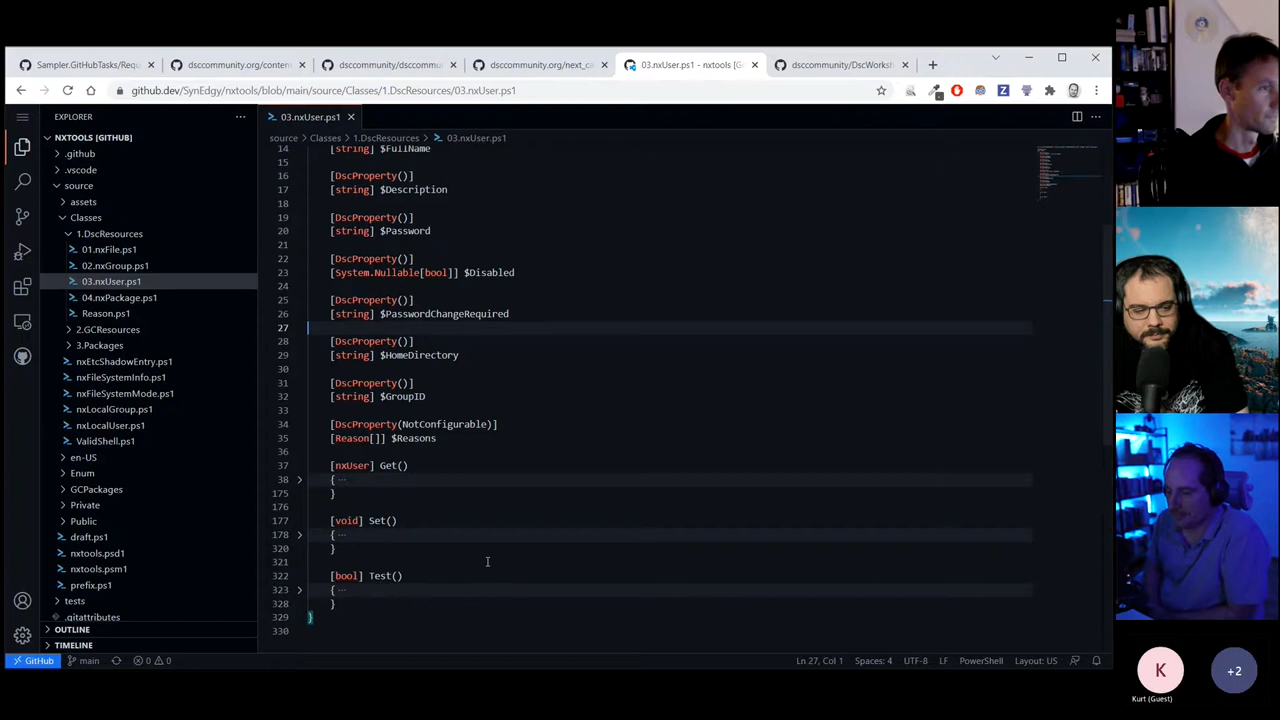 Sampler.GitHubTasks/Requ
dsccommunity.org/conten
dsccommunity/dsccommun
dsccommunity.org/next_ca
03.nxUser.ps1 - nxtools [G
dsccommunity/DscWorksh
github.dev/SynEdgy/nxtools/blob/main/source/Classes/1.DscResources/03.nxUser.ps1
EXPLORER
NXTOOLS [GITHUB]
.github
.vscode
source
assets
Classes
1.DscResources
01.nxFile.ps1
02.nxGroup.ps1
03.nxUser.ps1
04.nxPackage.ps1
Reason.ps1
2.GCResources
3.Packages
nxEtcShadowEntry.ps1
nxFileSystemInfo.ps1
nxFileSystemMode.ps1
nxLocalGroup.ps1
nxLocalUser.ps1
ValidShell.ps1
en-US
Enum
GCPackages
Private
Public
draft.ps1
nxtools.psd1
nxtools.psm1
prefix.ps1
tests
.gitattributes
OUTLINE
TIMELINE
03.nxUser.ps1
source > Classes > 1.DscResources > 03.nxUser.ps1
14 [string] $FullName
15
16 [DscProperty()]
17 [string] $Description
18
19 [DscProperty()]
20 [string] $Password
21
22 [DscProperty()]
23 [System.Nullable[bool]] $Disabled
24
25 [DscProperty()]
26 [string] $PasswordChangeRequired
27
28 [DscProperty()]
29 [string] $HomeDirectory
30
31 [DscProperty()]
32 [string] $GroupID
33
34 [DscProperty(NotConfigurable)]
35 [Reason[]] $Reasons
36
37 [nxUser] Get()
38 { ···
175 }
176
177 [void] Set()
178 { ···
320 }
321
322 [bool] Test()
323 { ···
328 }
329 }
330
GitHub
main
0
0
Ln 27, Col 1
Spaces: 4
UTF-8
LF
PowerShell
Layout: US
K
+2
Kurt (Guest)